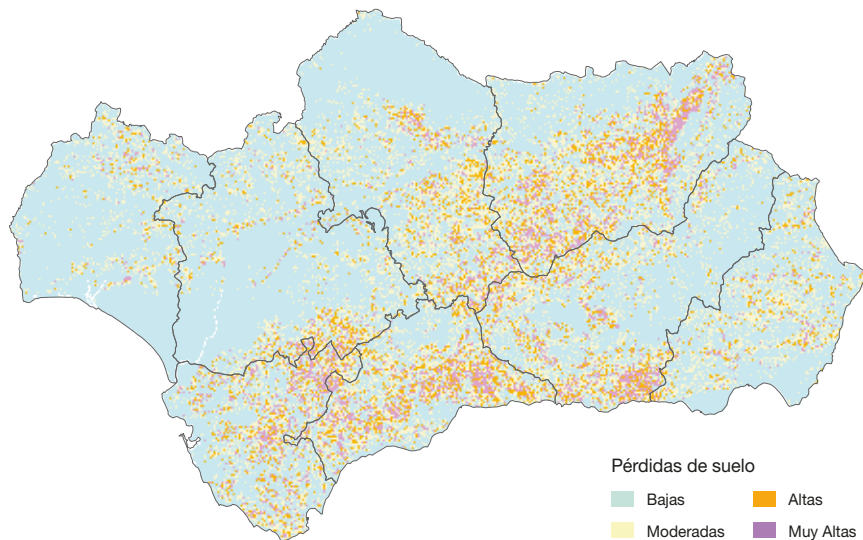 Pérdidas de suelo
Bajas
Altas
Moderadas
Muy Altas